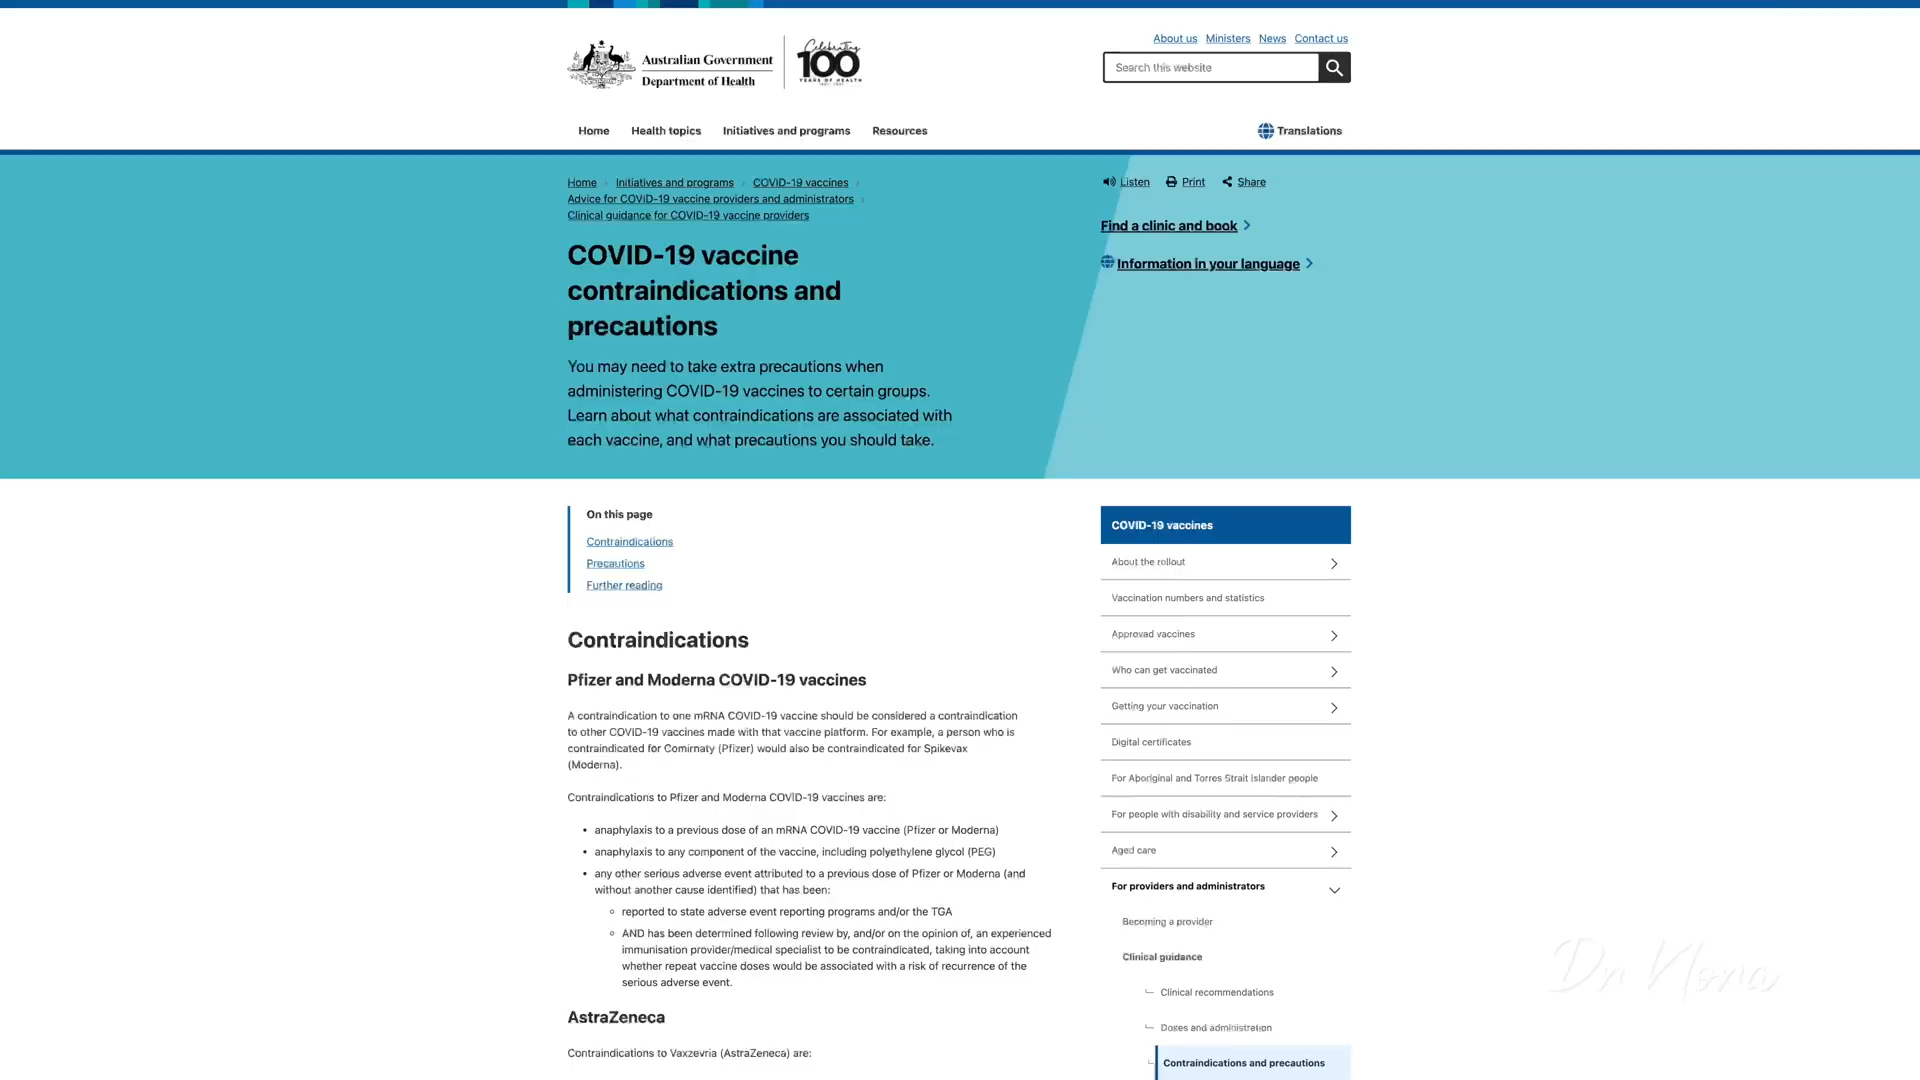 Australian Government
Department of Health
Celebrating
100
YEARS OF HEALTH
About us Ministers News Contact us
Search this website
Home Health topics Initiatives and programs Resources
Translations
Home Initiatives and programs COVID-19 vaccines
Advice for COVID-19 vaccine providers and administrators
Clinical guidance for COVID-19 vaccine providers
Listen Print Share
Find a clinic and book
Information in your language
COVID-19 vaccine
contraindications and
precautions
You may need to take extra precautions when
administering COVID-19 vaccines to certain groups.
Learn about what contraindications are associated with
each vaccine, and what precautions you should take.
On this page
Contraindications
Precautions
Further reading
Contraindications
Pfizer and Moderna COVID-19 vaccines
A contraindication to one mRNA COVID-19 vaccine should be considered a contraindication
to other COVID-19 vaccines made with that vaccine platform. For example, a person who is
contraindicated for Comirnaty (Pfizer) would also be contraindicated for Spikevax
(Moderna).
Contraindications to Pfizer and Moderna COVID-19 vaccines are:
• anaphylaxis to a previous dose of an mRNA COVID-19 vaccine (Pfizer or Moderna)
• anaphylaxis to any component of the vaccine, including polyethylene glycol (PEG)
• any other serious adverse event attributed to a previous dose of Pfizer or Moderna (and
without another cause identified) that has been:
◦ reported to state adverse event reporting programs and/or the TGA
◦ AND has been determined following review by, and/or on the opinion of, an experienced
immunisation provider/medical specialist to be contraindicated, taking into account
whether repeat vaccine doses would be associated with a risk of recurrence of the
serious adverse event.
AstraZeneca
Contraindications to Vaxzevria (AstraZeneca) are:
COVID-19 vaccines
About the rollout
Vaccination numbers and statistics
Approved vaccines
Who can get vaccinated
Getting your vaccination
Digital certificates
For Aboriginal and Torres Strait Islander people
For people with disability and service providers
Aged care
For providers and administrators
Becoming a provider
Clinical guidance
Clinical recommendations
Doses and administration
Contraindications and precautions
Dr Nona